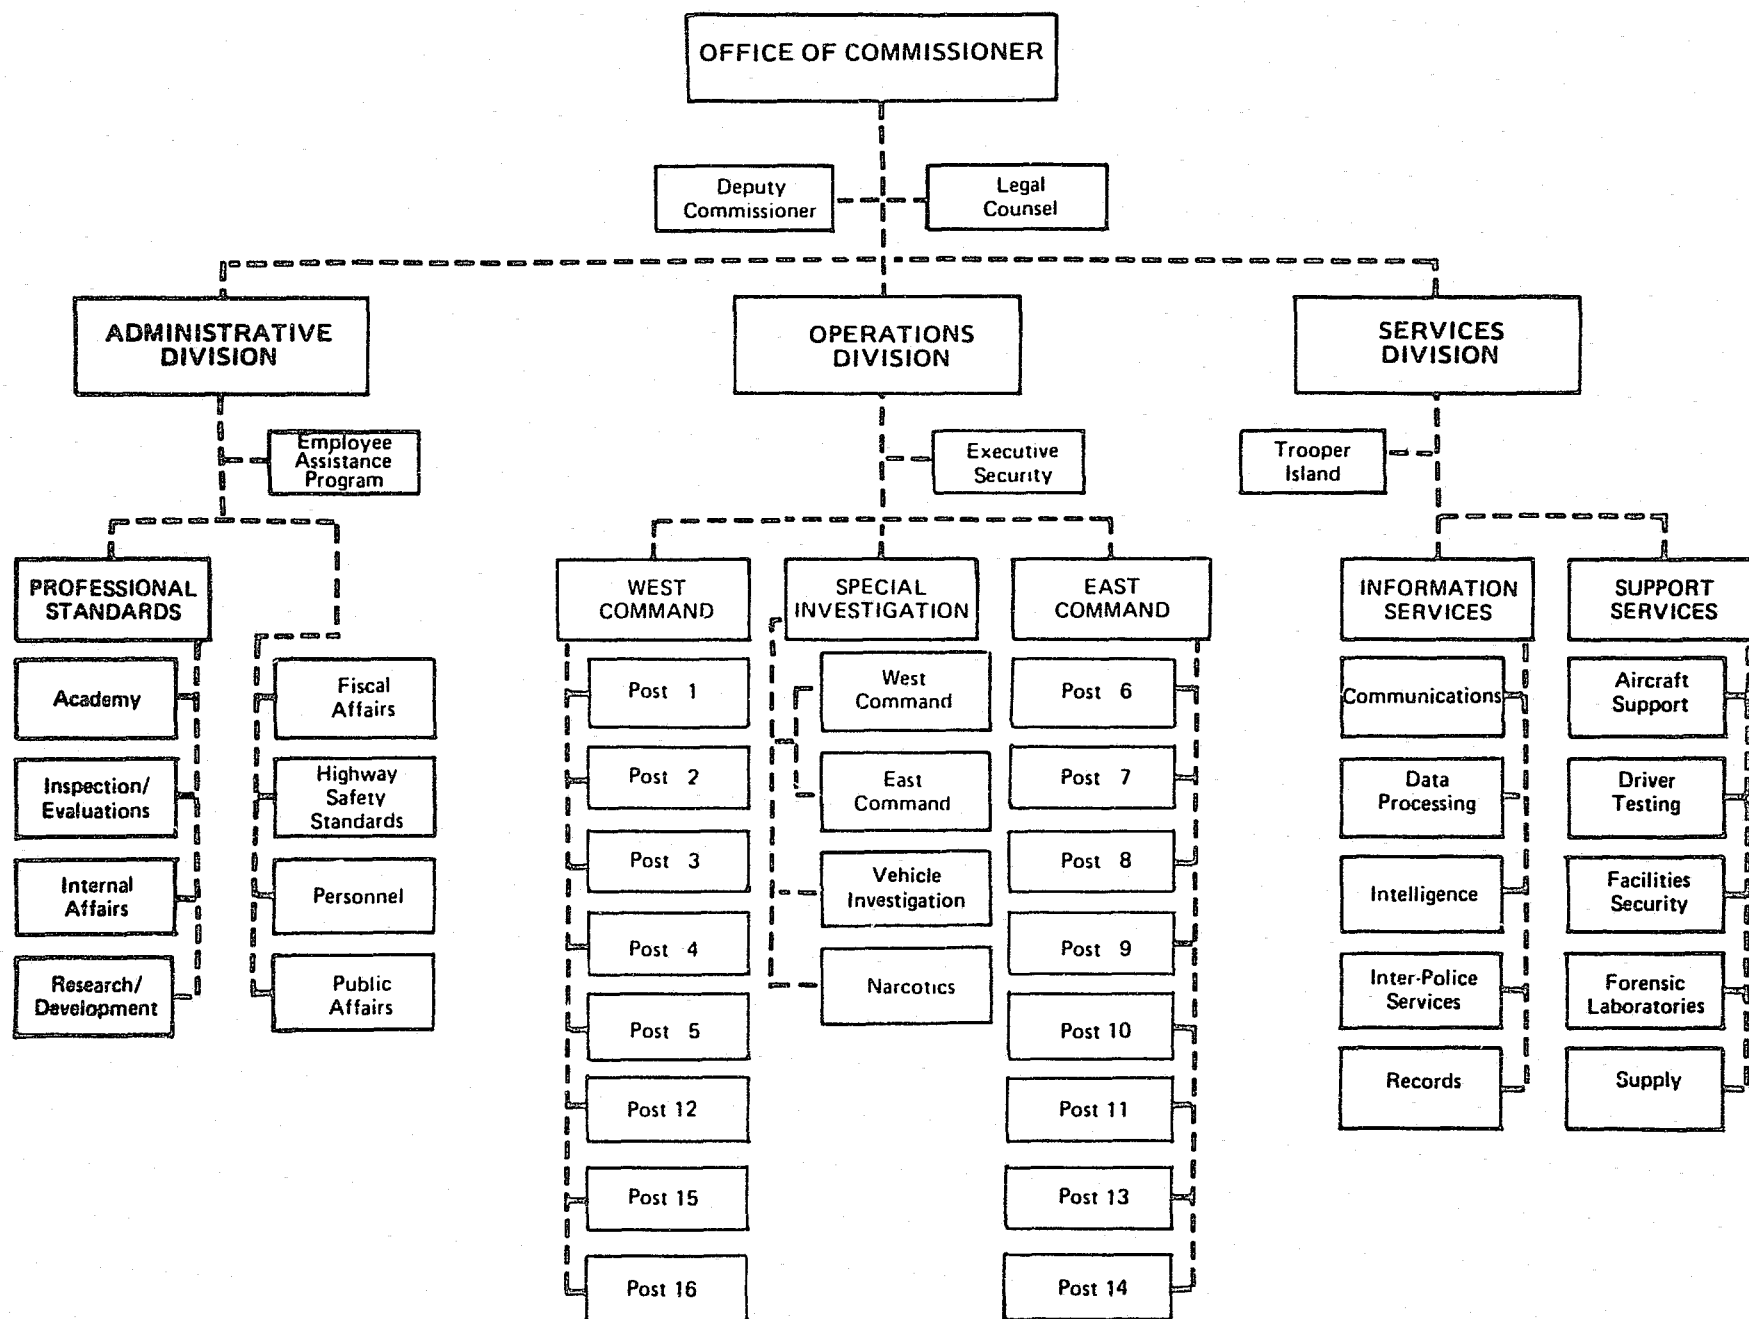 OFFICE OF COMMISSIONER
Deputy
Commissioner
Legal
Counsel
ADMINISTRATIVE
DIVISION
OPERATIONS
DIVISION
SERVICES
DIVISION
Employee
Assistance
Program
Executive
Security
Trooper
Island
PROFESSIONAL
STANDARDS
Academy
Inspection/
Evaluations
Internal
Affairs
Research/
Development
Fiscal
Affairs
Highway
Safety
Standards
Personnel
Public
Affairs
WEST
COMMAND
Post 1
Post 2
Post 3
Post 4
Post 5
Post 12
Post 15
Post 16
SPECIAL
INVESTIGATION
West
Command
East
Command
Vehicle
Investigation
Narcotics
EAST
COMMAND
Post 6
Post 7
Post 8
Post 9
Post 10
Post 11
Post 13
Post 14
INFORMATION
SERVICES
Communications
Data
Processing
Intelligence
Inter-Police
Services
Records
SUPPORT
SERVICES
Aircraft
Support
Driver
Testing
Facilities
Security
Forensic
Laboratories
Supply